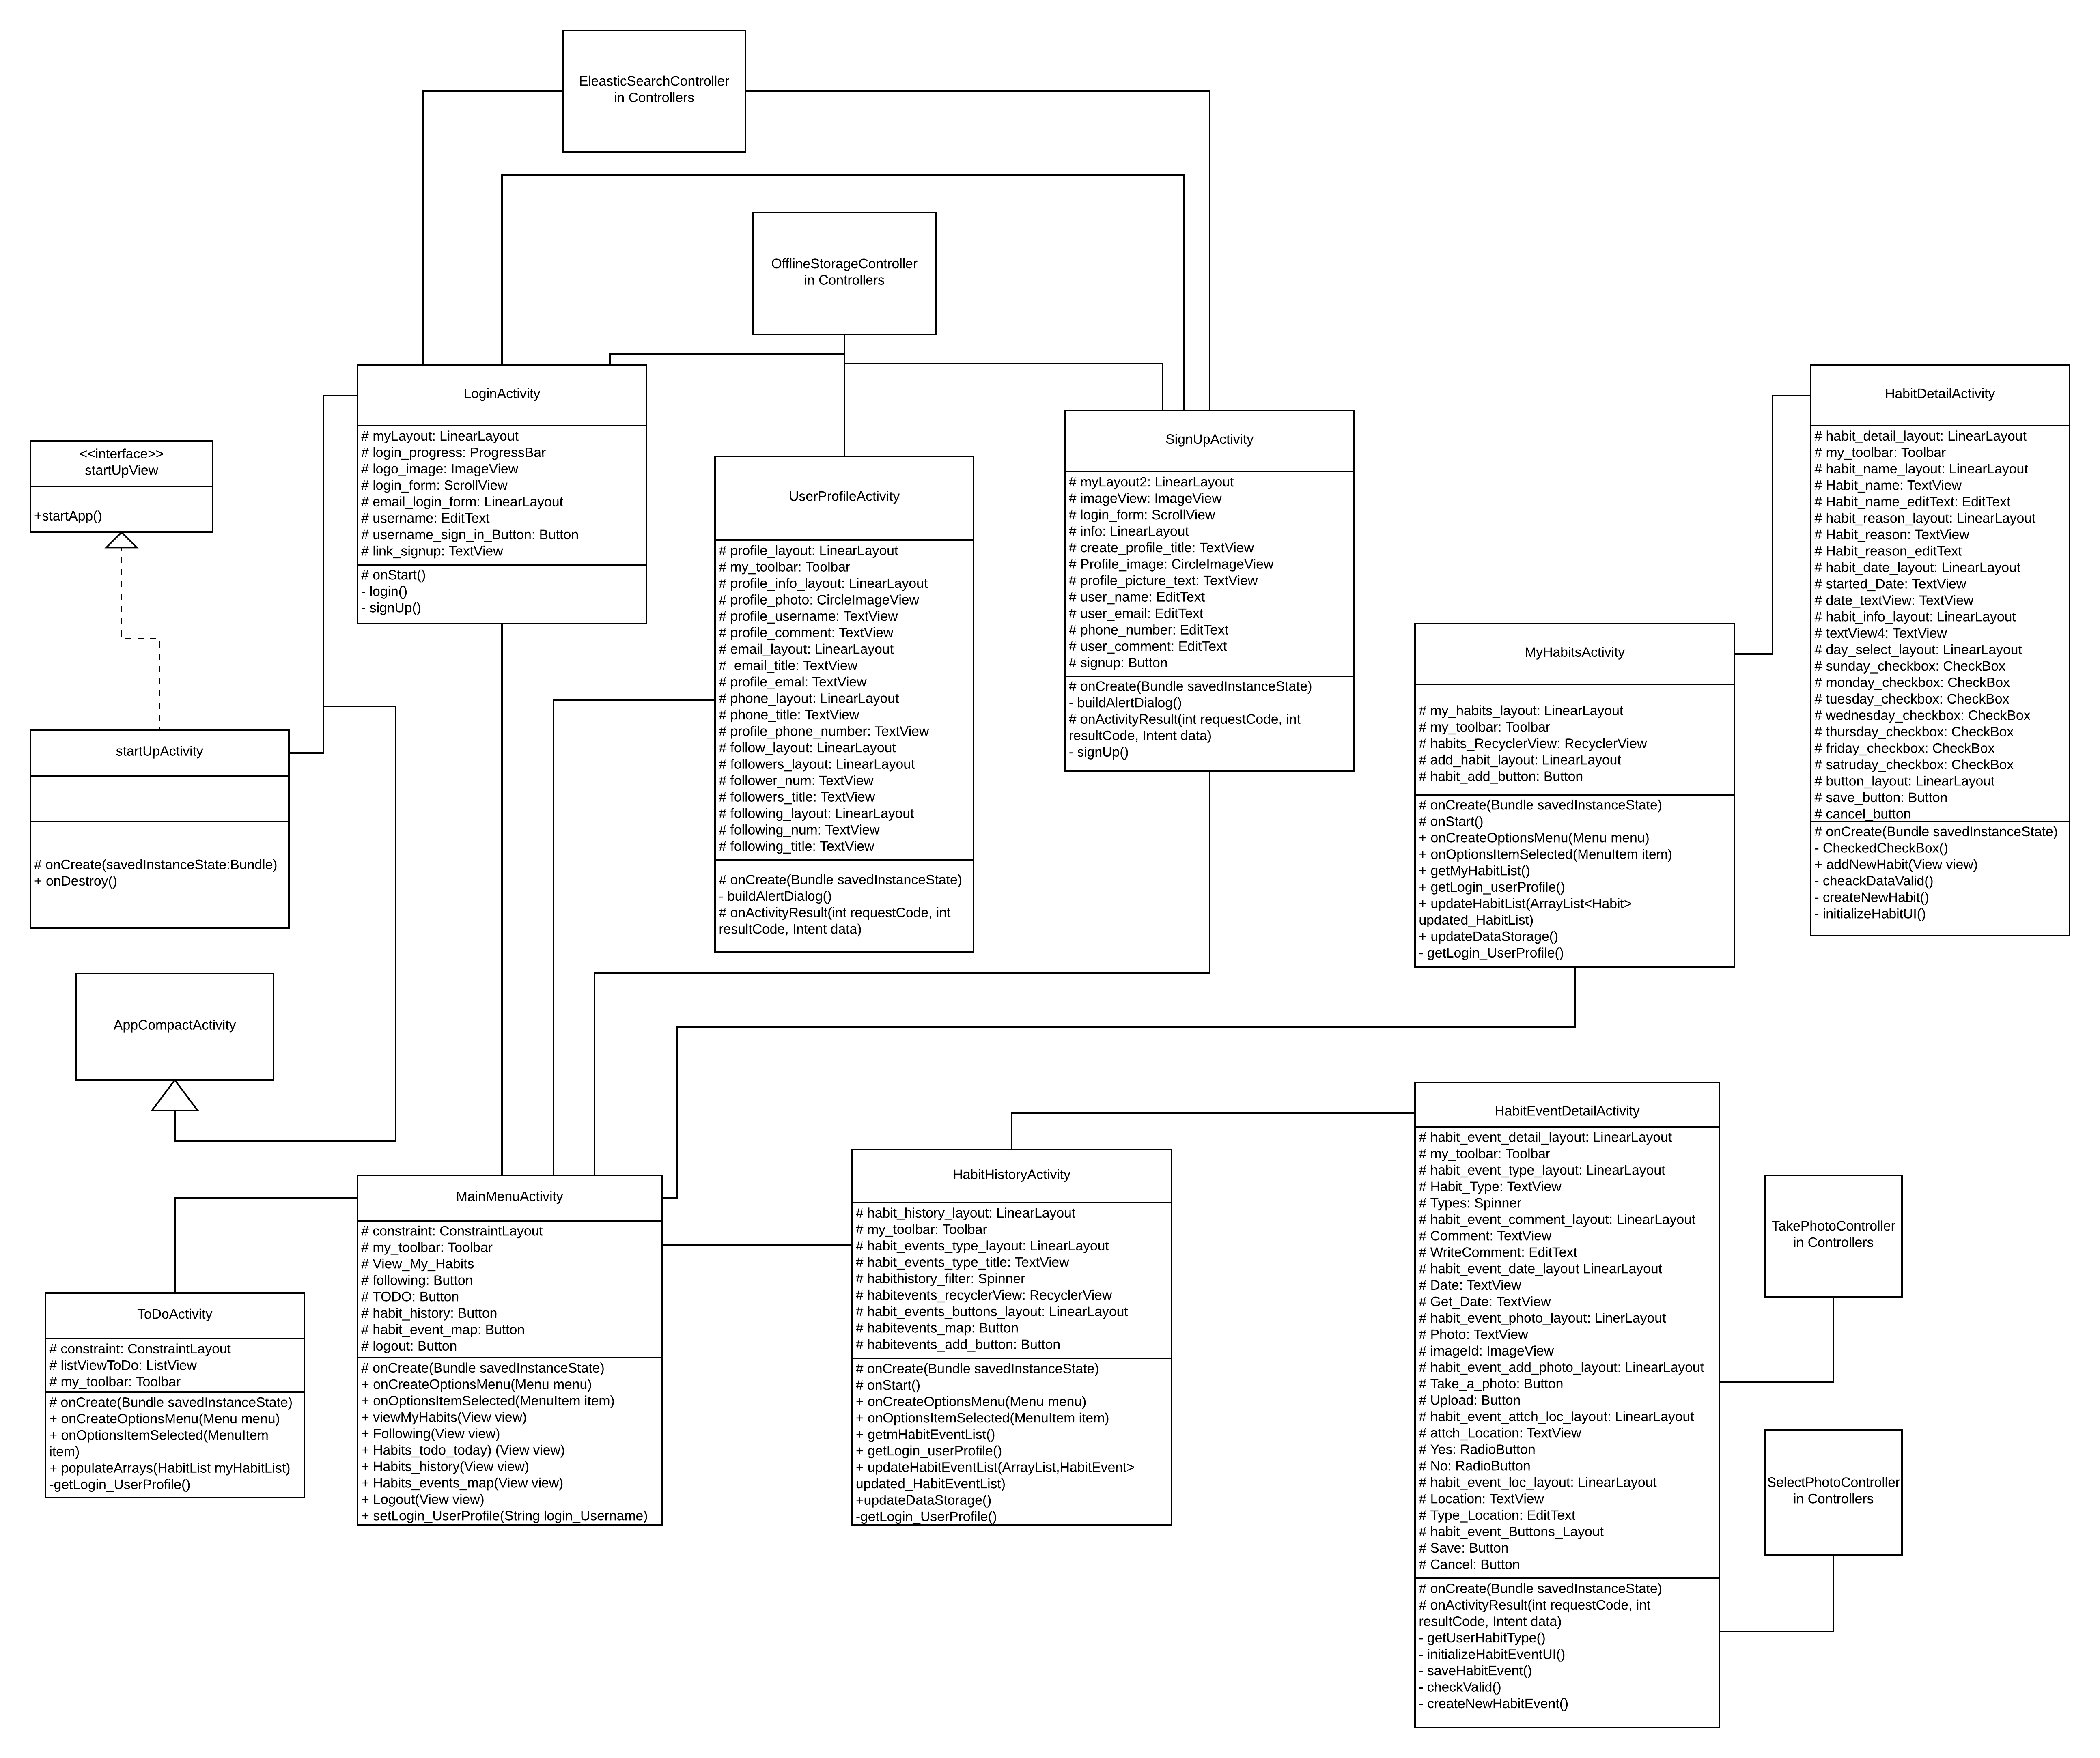 EleasticSearchController
in Controllers
OfflineStorageController
in Controllers
LoginActivity
# myLayout: LinearLayout
# login_progress: ProgressBar
# logo_image: ImageView
# login_form: ScrollView
# email_login_form: LinearLayout
# username: EditText
# username_sign_in_Button: Button
# link_signup: TextView
# onStart()
- login()
- signUp()
<<interface>>
startUpView
+startApp()
startUpActivity
# onCreate(savedInstanceState:Bundle)
+ onDestroy()
AppCompactActivity
UserProfileActivity
# profile_layout: LinearLayout
# my_toolbar: Toolbar
# profile_info_layout: LinearLayout
# profile_photo: CircleImageView
# profile_username: TextView
# profile_comment: TextView
# email_layout: LinearLayout
#  email_title: TextView
# profile_emal: TextView
# phone_layout: LinearLayout
# phone_title: TextView
# profile_phone_number: TextView
# follow_layout: LinearLayout
# followers_layout: LinearLayout
# follower_num: TextView
# followers_title: TextView
# following_layout: LinearLayout
# following_num: TextView
# following_title: TextView
# onCreate(Bundle savedInstanceState)
- buildAlertDialog()
# onActivityResult(int requestCode, int
resultCode, Intent data)
SignUpActivity
# myLayout2: LinearLayout
# imageView: ImageView
# login_form: ScrollView
# info: LinearLayout
# create_profile_title: TextView
# Profile_image: CircleImageView
# profile_picture_text: TextView
# user_name: EditText
# user_email: EditText
# phone_number: EditText
# user_comment: EditText
# signup: Button
# onCreate(Bundle savedInstanceState)
- buildAlertDialog()
# onActivityResult(int requestCode, int
resultCode, Intent data)
- signUp()
MyHabitsActivity
# my_habits_layout: LinearLayout
# my_toolbar: Toolbar
# habits_RecyclerView: RecyclerView
# add_habit_layout: LinearLayout
# habit_add_button: Button
# onCreate(Bundle savedInstanceState)
# onStart()
+ onCreateOptionsMenu(Menu menu)
+ onOptionsItemSelected(MenuItem item)
+ getMyHabitList()
+ getLogin_userProfile()
+ updateHabitList(ArrayList<Habit>
updated_HabitList)
+ updateDataStorage()
- getLogin_UserProfile()
HabitDetailActivity
# habit_detail_layout: LinearLayout
# my_toolbar: Toolbar
# habit_name_layout: LinearLayout
# Habit_name: TextView
# Habit_name_editText: EditText
# habit_reason_layout: LinearLayout
# Habit_reason: TextView
# Habit_reason_editText
# habit_date_layout: LinearLayout
# started_Date: TextView
# date_textView: TextView
# habit_info_layout: LinearLayout
# textView4: TextView
# day_select_layout: LinearLayout
# sunday_checkbox: CheckBox
# monday_checkbox: CheckBox
# tuesday_checkbox: CheckBox
# wednesday_checkbox: CheckBox
# thursday_checkbox: CheckBox
# friday_checkbox: CheckBox
# satruday_checkbox: CheckBox
# button_layout: LinearLayout
# save_button: Button
# cancel_button
# onCreate(Bundle savedInstanceState)
- CheckedCheckBox()
+ addNewHabit(View view)
- cheackDataValid()
- createNewHabit()
- initializeHabitUI()
ToDoActivity
# constraint: ConstraintLayout
# listViewToDo: ListView
# my_toolbar: Toolbar
# onCreate(Bundle savedInstanceState)
+ onCreateOptionsMenu(Menu menu)
+ onOptionsItemSelected(MenuItem
item)
+ populateArrays(HabitList myHabitList)
-getLogin_UserProfile()
MainMenuActivity
# constraint: ConstraintLayout
# my_toolbar: Toolbar
# View_My_Habits
# following: Button
# TODO: Button
# habit_history: Button
# habit_event_map: Button
# logout: Button
# onCreate(Bundle savedInstanceState)
+ onCreateOptionsMenu(Menu menu)
+ onOptionsItemSelected(MenuItem item)
+ viewMyHabits(View view)
+ Following(View view)
+ Habits_todo_today) (View view)
+ Habits_history(View view)
+ Habits_events_map(View view)
+ Logout(View view)
+ setLogin_UserProfile(String login_Username)
HabitHistoryActivity
# habit_history_layout: LinearLayout
# my_toolbar: Toolbar
# habit_events_type_layout: LinearLayout
# habit_events_type_title: TextView
# habithistory_filter: Spinner
# habitevents_recyclerView: RecyclerView
# habit_events_buttons_layout: LinearLayout
# habitevents_map: Button
# habitevents_add_button: Button
# onCreate(Bundle savedInstanceState)
# onStart()
+ onCreateOptionsMenu(Menu menu)
+ onOptionsItemSelected(MenuItem item)
+ getmHabitEventList()
+ getLogin_userProfile()
+ updateHabitEventList(ArrayList,HabitEvent>
updated_HabitEventList)
+updateDataStorage()
-getLogin_UserProfile()
HabitEventDetailActivity
# habit_event_detail_layout: LinearLayout
# my_toolbar: Toolbar
# habit_event_type_layout: LinearLayout
# Habit_Type: TextView
# Types: Spinner
# habit_event_comment_layout: LinearLayout
# Comment: TextView
# WriteComment: EditText
# habit_event_date_layout LinearLayout
# Date: TextView
# Get_Date: TextView
# habit_event_photo_layout: LinerLayout
# Photo: TextView
# imageId: ImageView
# habit_event_add_photo_layout: LinearLayout
# Take_a_photo: Button
# Upload: Button
# habit_event_attch_loc_layout: LinearLayout
# attch_Location: TextView
# Yes: RadioButton
# No: RadioButton
# habit_event_loc_layout: LinearLayout
# Location: TextView
# Type_Location: EditText
# habit_event_Buttons_Layout
# Save: Button
# Cancel: Button
# onCreate(Bundle savedInstanceState)
# onActivityResult(int requestCode, int
resultCode, Intent data)
- getUserHabitType()
- initializeHabitEventUI()
- saveHabitEvent()
- checkValid()
- createNewHabitEvent()
TakePhotoController
in Controllers
SelectPhotoController
in Controllers